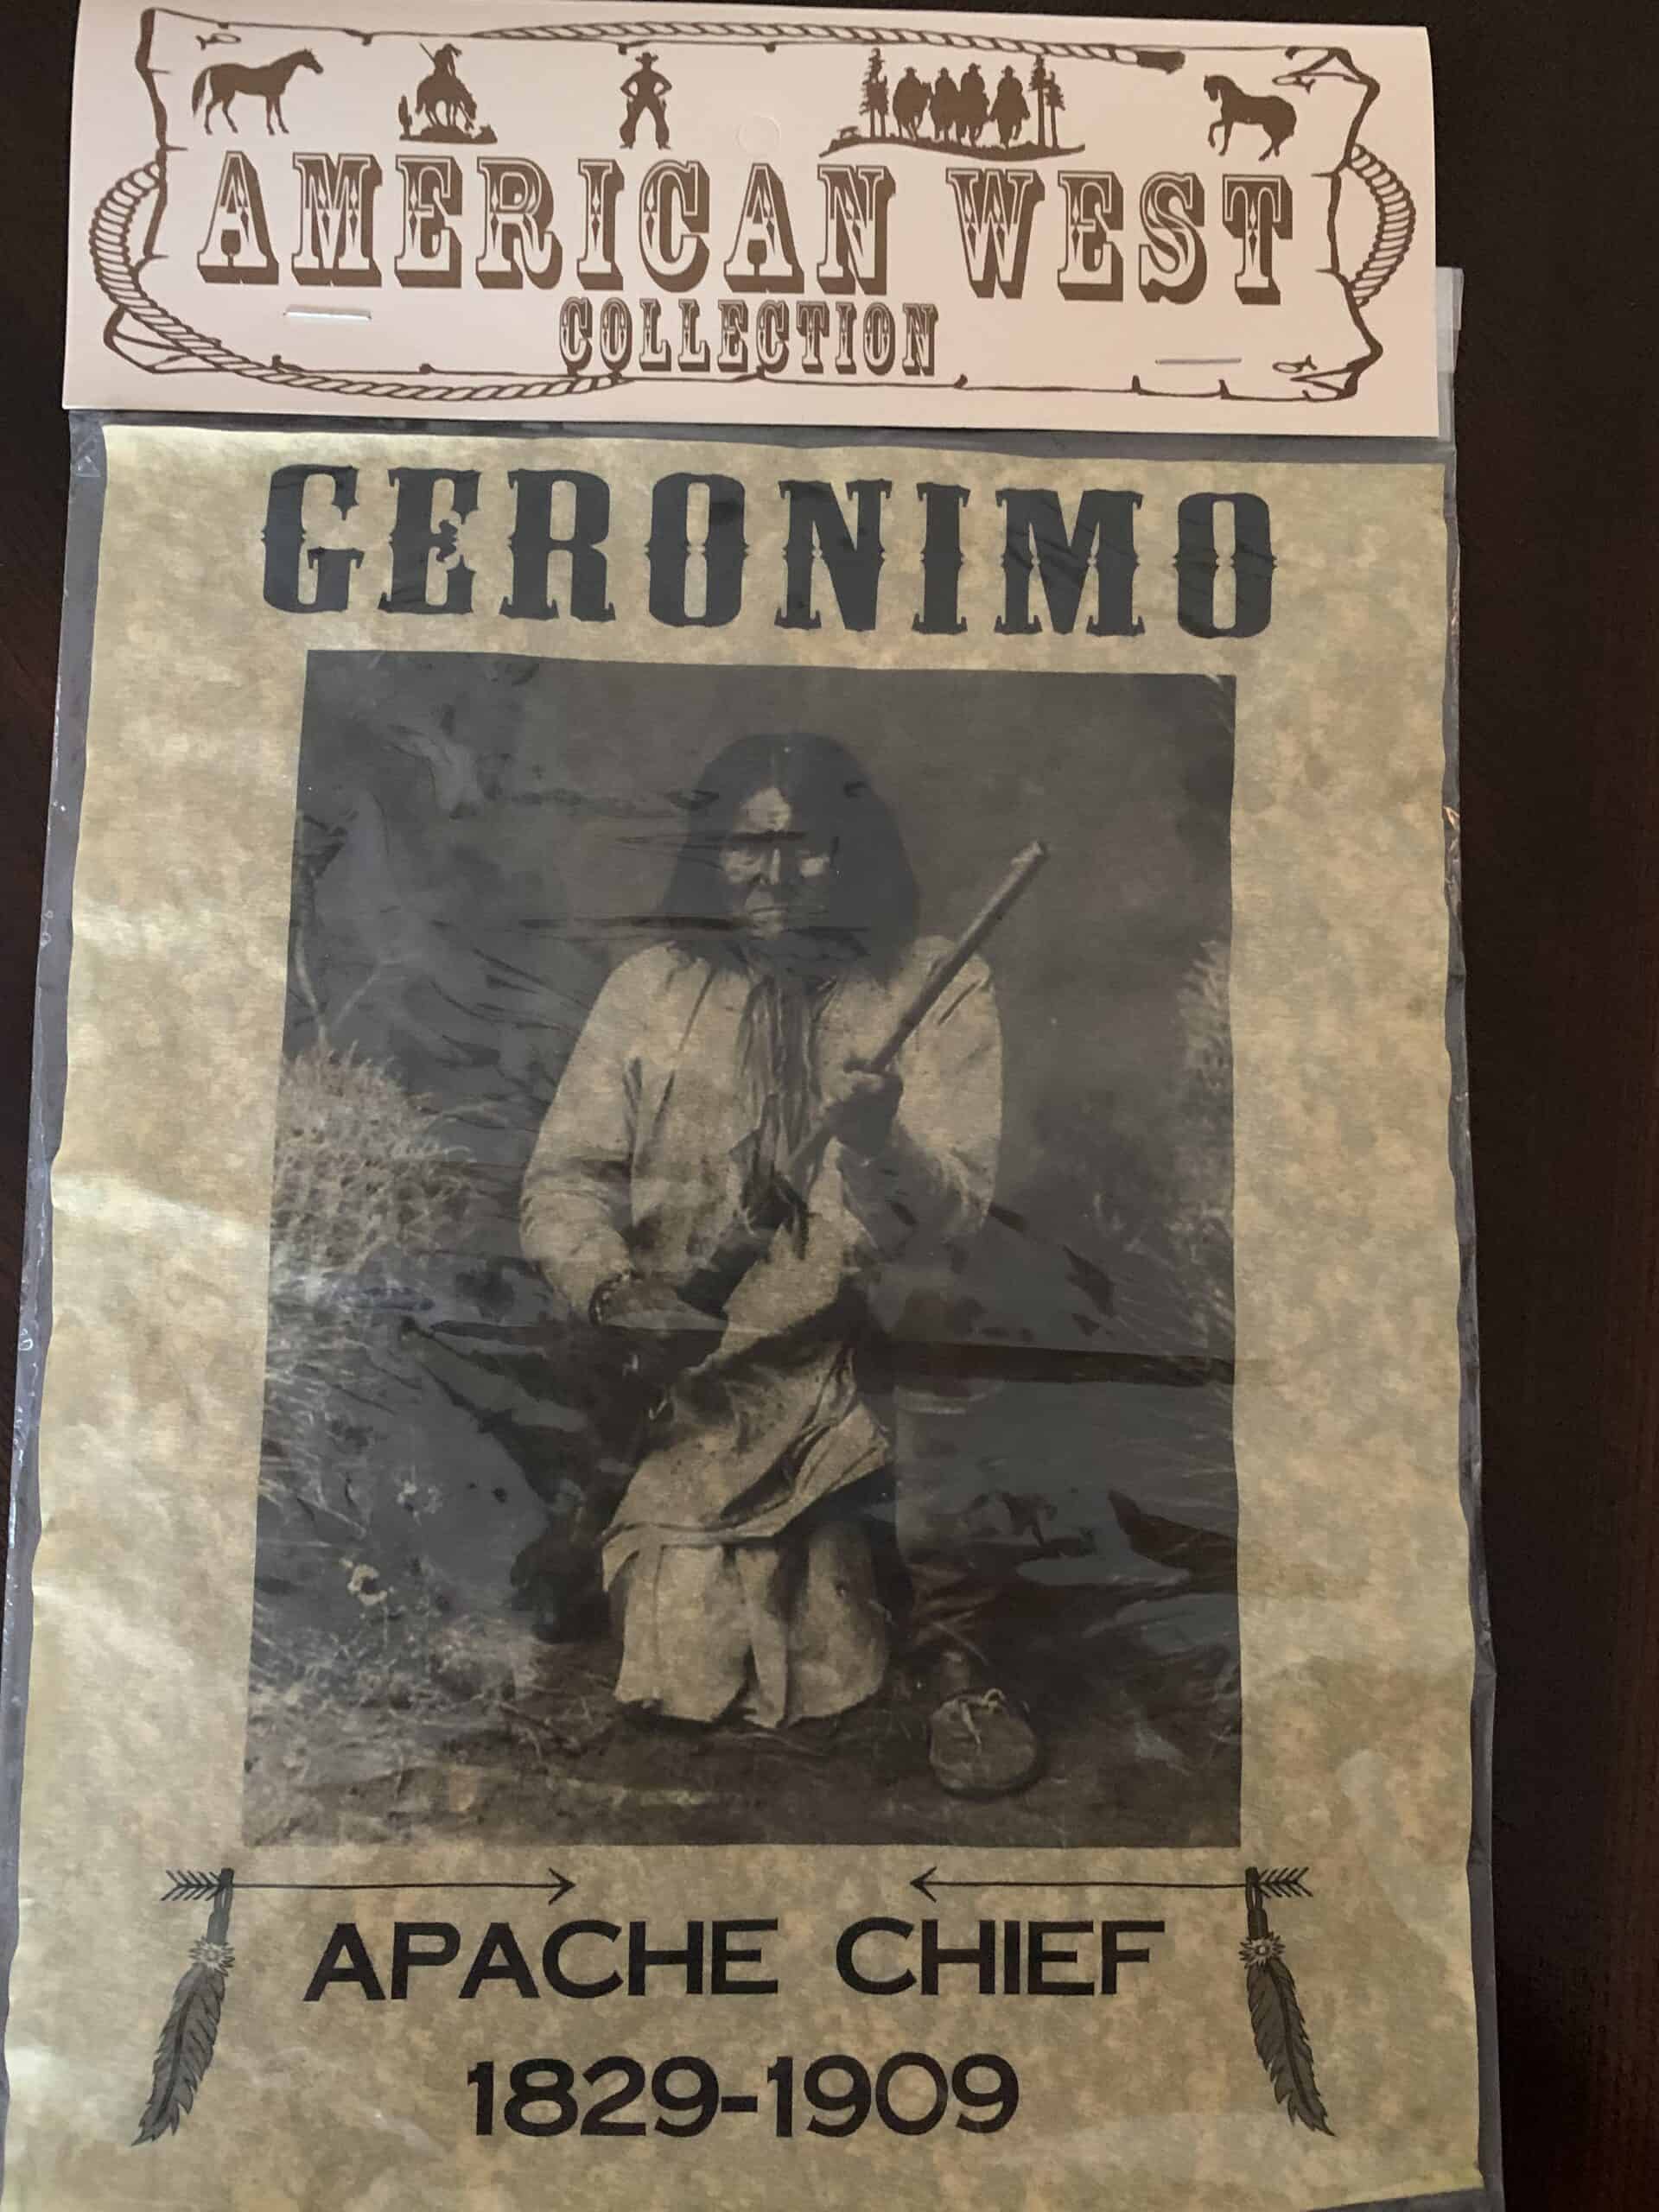 AMERICAN WEST
COLLECTION
GERONIMO
APACHE CHIEF
1829-1909